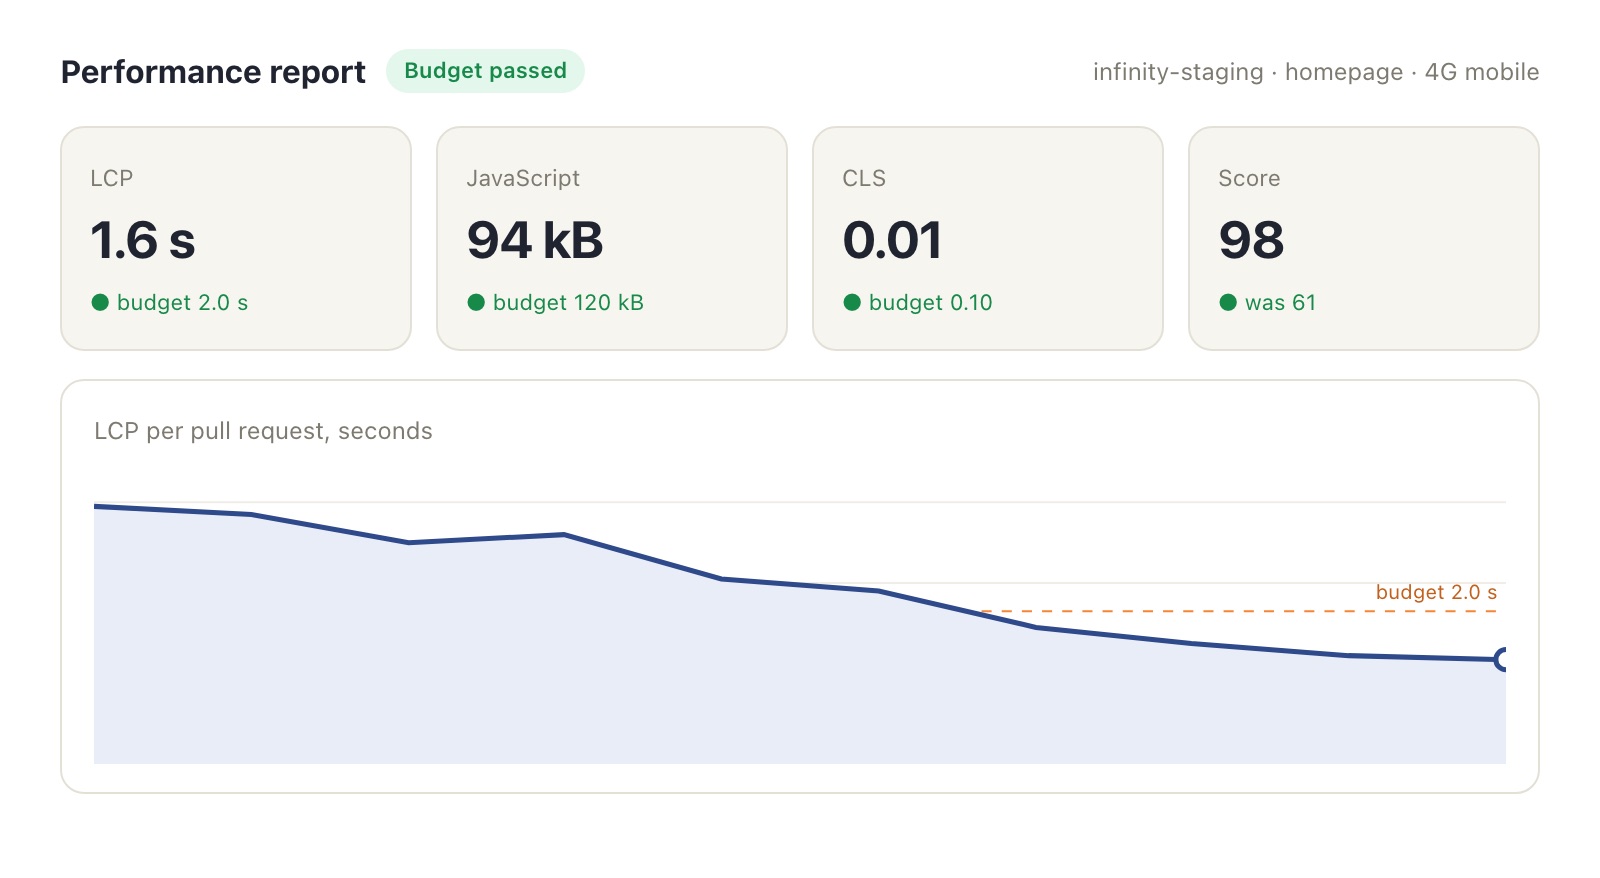 Performance report
Budget passed
infinity-staging · homepage · 4G mobile
LCP
1.6 s
budget 2.0 s
JavaScript
94 kB
budget 120 kB
CLS
0.01
budget 0.10
Score
98
was 61
LCP per pull request, seconds
budget 2.0 s